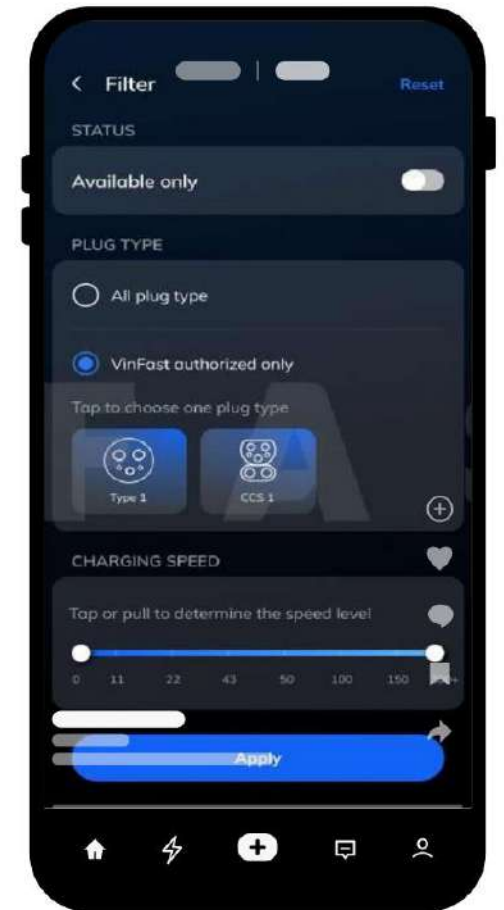 Filter
Reset
STATUS
Available only
PLUG TYPE
All plug type
VinFast authorized only
Tap to choose one plug type
Type 1
CCS 1
CHARGING SPEED
Tap or pull to determine the speed level
0 11 22 43 50 100 150
Apply